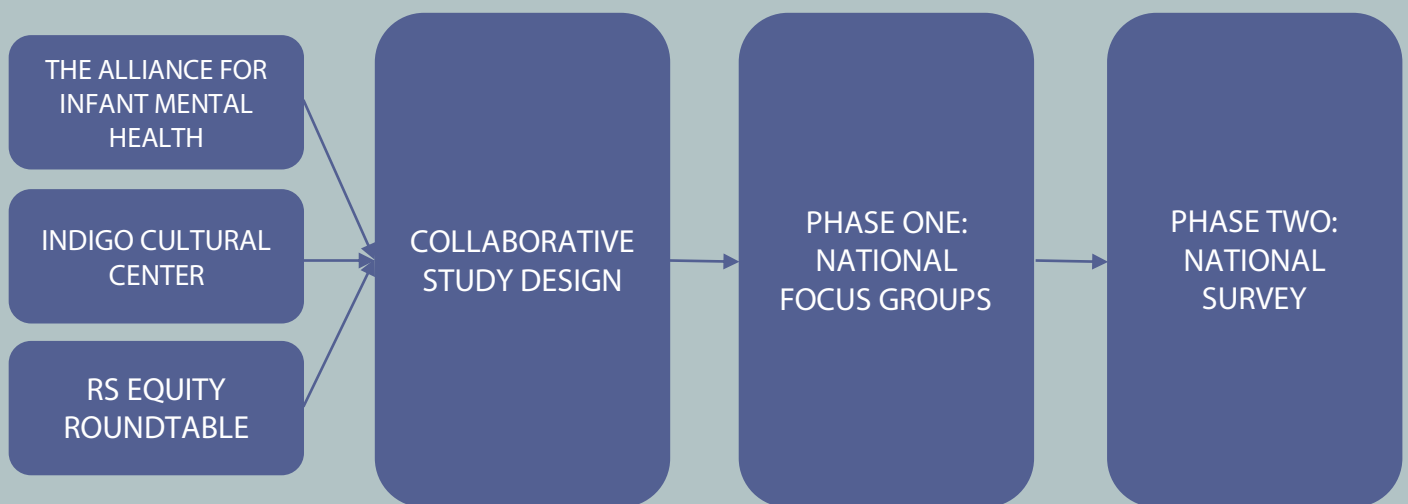 THE ALLIANCE FOR
INFANT MENTAL
HEALTH
INDIGO CULTURAL
CENTER
RS EQUITY
ROUNDTABLE
COLLABORATIVE
STUDY DESIGN
PHASE ONE:
NATIONAL
FOCUS GROUPS
PHASE TWO:
NATIONAL
SURVEY